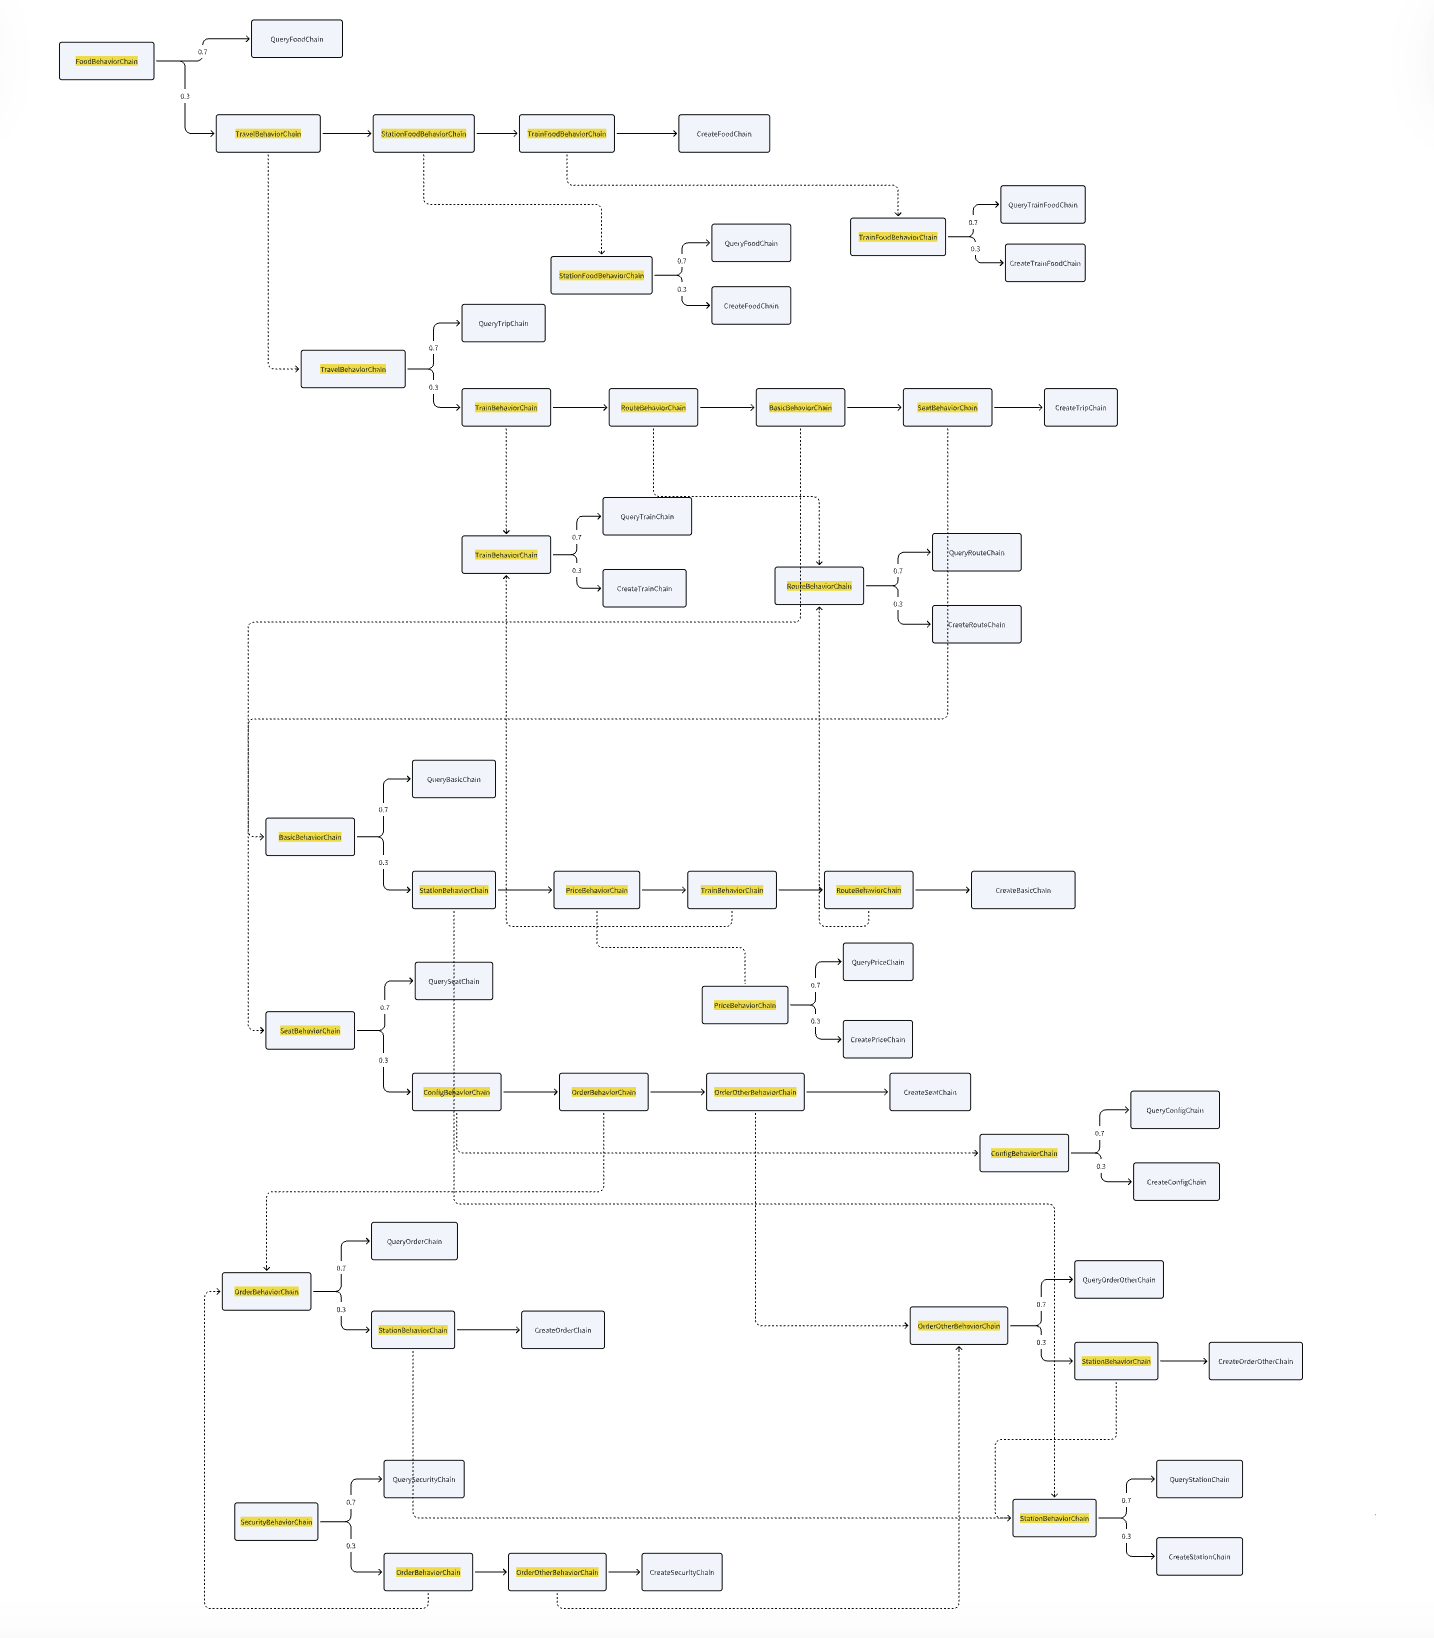 QueryFoodChain
FoodBehaviorChain
0.7
0.3
TravelBehaviorChain
StationFoodBehaviorChain
TrainFoodBehaviorChain
CreateFoodChain
QueryTrainFoodChain
0.7
TrainFoodBehaviorChain
0.3
CreateTrainFoodChain
QueryFoodChain
0.7
StationFoodBehaviorChain
0.3
CreateFoodChain
QueryTripChain
0.7
TravelBehaviorChain
0.3
TrainBehaviorChain
RouteBehaviorChain
BasicBehaviorChain
SeatBehaviorChain
CreateTripChain
QueryTrainChain
0.7
TrainBehaviorChain
0.3
CreateTrainChain
QueryRouteChain
0.7
RouteBehaviorChain
0.3
CreateRouteChain
QueryBasicChain
0.7
BasicBehaviorChain
0.3
StationBehaviorChain
PriceBehaviorChain
TrainBehaviorChain
RouteBehaviorChain
CreateBasicChain
QueryPriceChain
0.7
PriceBehaviorChain
0.3
CreatePriceChain
QuerySeatChain
0.7
SeatBehaviorChain
0.3
ConfigBehaviorChain
OrderBehaviorChain
OrderOtherBehaviorChain
CreateSeatChain
QueryConfigChain
0.7
ConfigBehaviorChain
0.3
CreateConfigChain
QueryOrderChain
0.7
OrderBehaviorChain
0.3
StationBehaviorChain
CreateOrderChain
QueryOrderOtherChain
0.7
OrderOtherBehaviorChain
0.3
StationBehaviorChain
CreateOrderOtherChain
QuerySecurityChain
0.7
SecurityBehaviorChain
0.3
OrderBehaviorChain
OrderOtherBehaviorChain
CreateSecurityChain
QueryStationChain
0.7
StationBehaviorChain
0.3
CreateStationChain